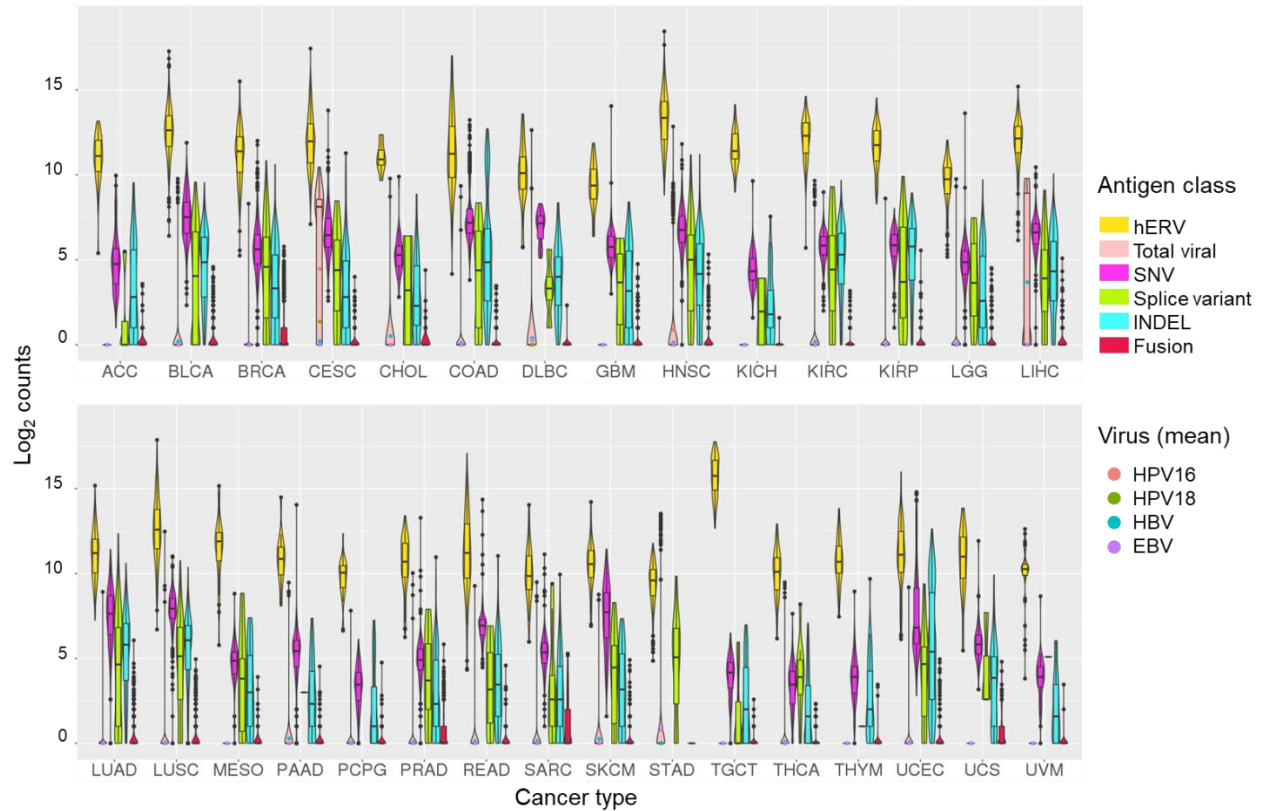 15
10
5
0
ACC BLCA BRCA CESC CHOL COAD DLBC GBM HNSC KICH KIRC KIRP LGG LIHC
Antigen class
hERV
Total viral
SNV
Splice variant
INDEL
Fusion
Log₂ counts
15
10
5
0
LUAD LUSC MESO PAAD PCPG PRAD READ SARC SKCM STAD TGCT THCA THYM UCEC UCS UVM
Cancer type
Virus (mean)
HPV16
HPV18
HBV
EBV